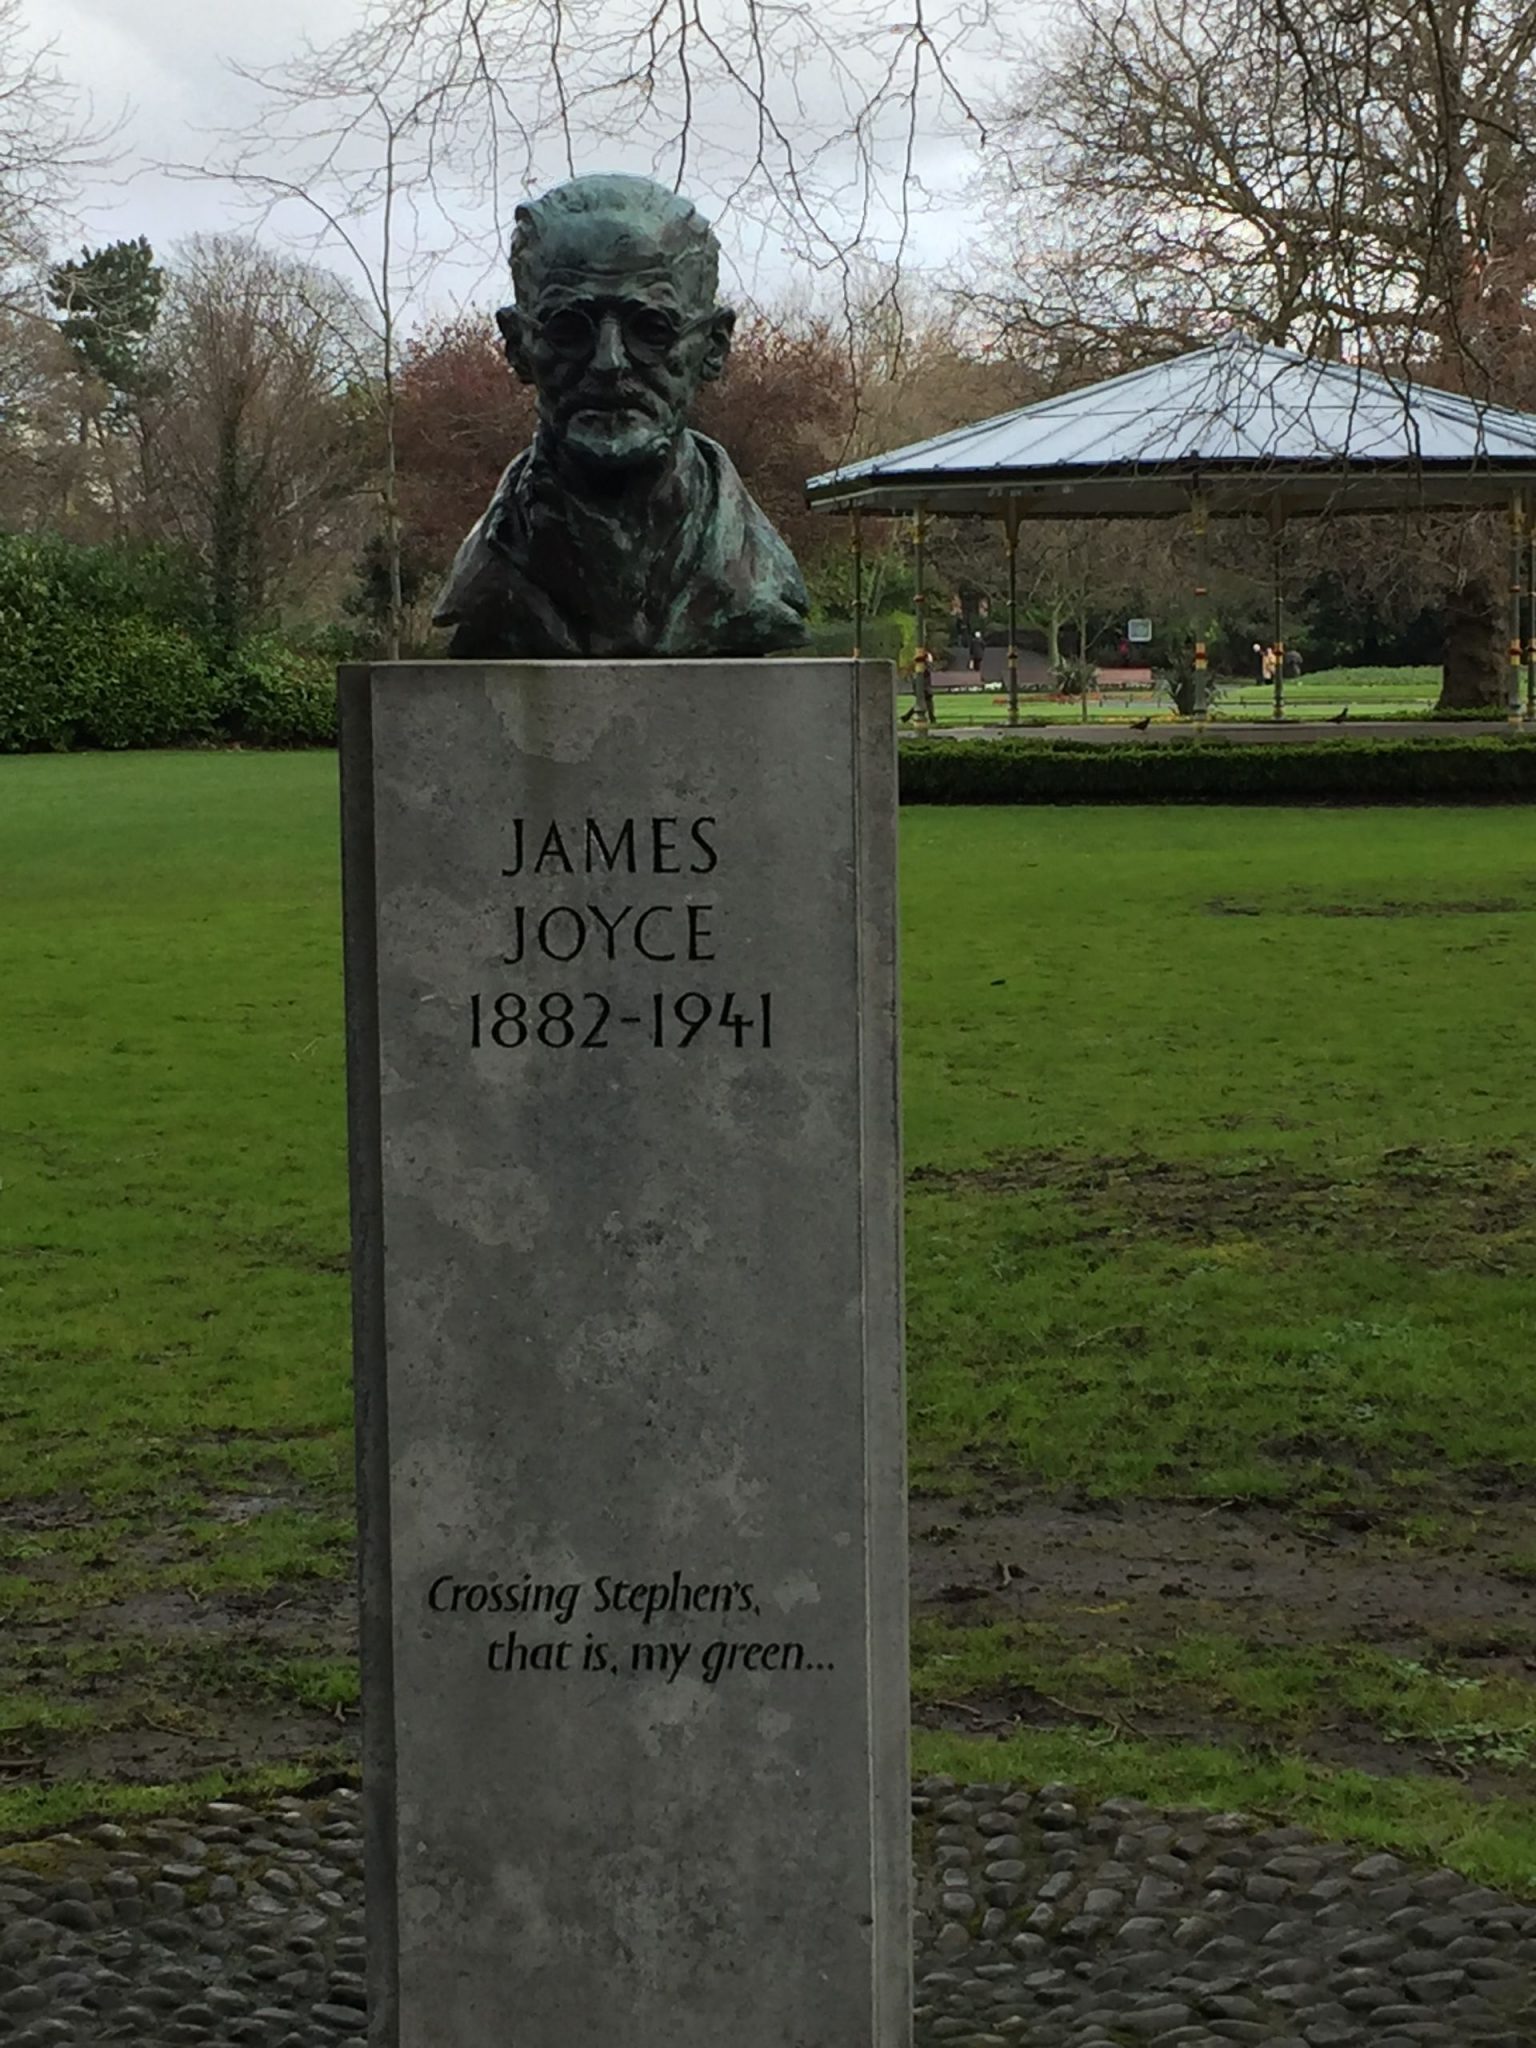 JAMES
JOYCE
1882-1941
Crossing Stephen's,
that is, my green...